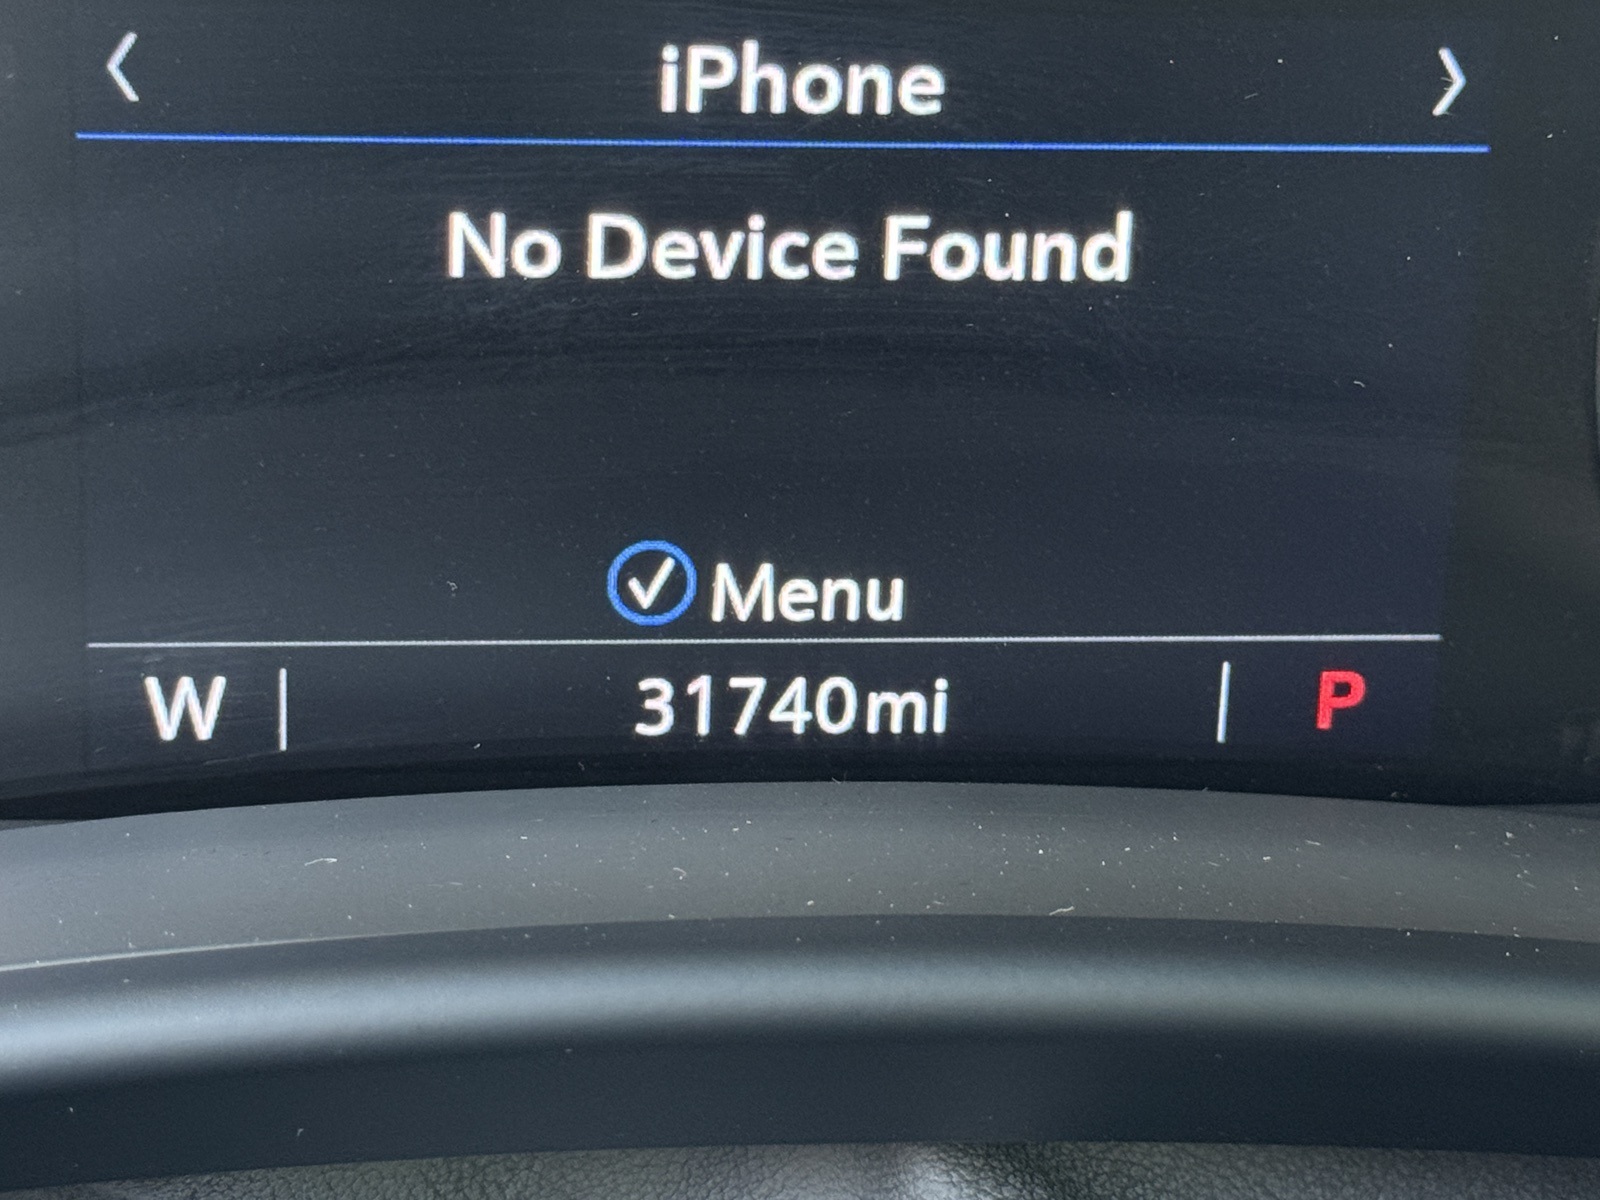 iPhone
No Device Found
Menu
W 31740mi P